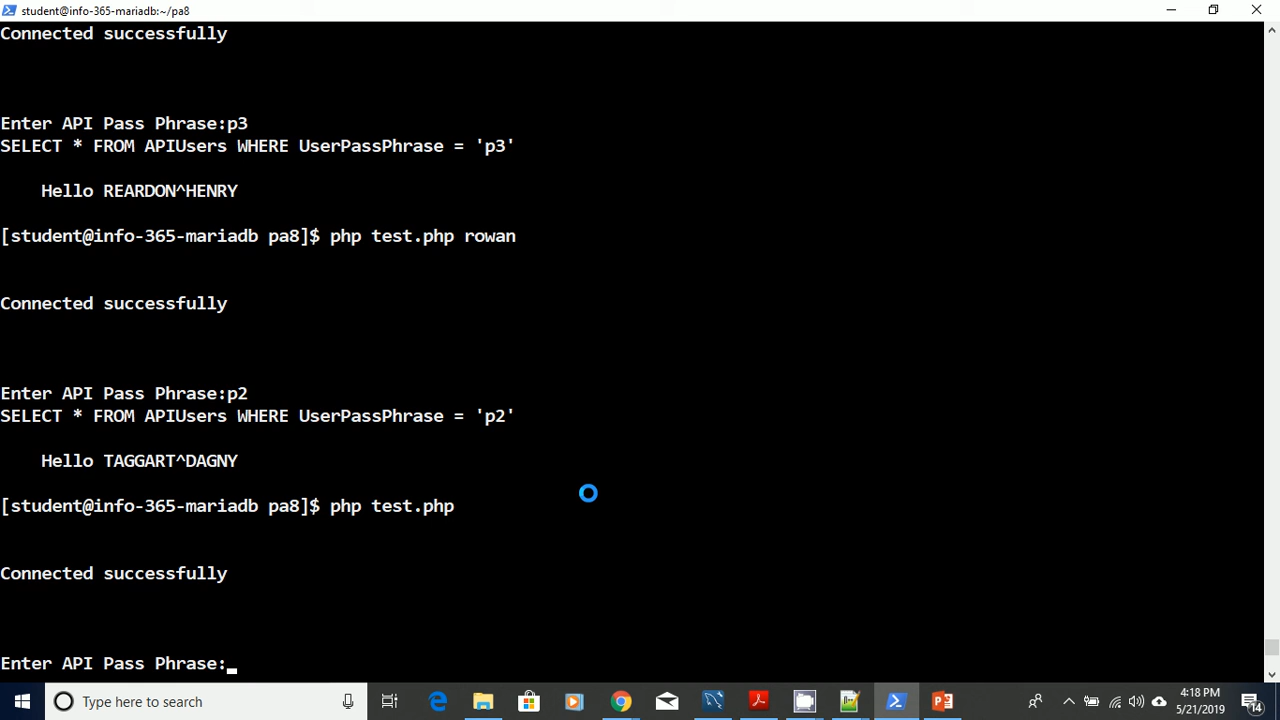 student@info-365-mariadb:~/pa8
Connected successfully
Enter API Pass Phrase:p3
SELECT * FROM APIUsers WHERE UserPassPhrase = 'p3'
Hello REARDON^HENRY
[student@info-365-mariadb pa8]$ php test.php rowan
Connected successfully
Enter API Pass Phrase:p2
SELECT * FROM APIUsers WHERE UserPassPhrase = 'p2'
Hello TAGGART^DAGNY
[student@info-365-mariadb pa8]$ php test.php
Connected successfully
Enter API Pass Phrase:
Type here to search
4:18 PM
5/21/2019
14